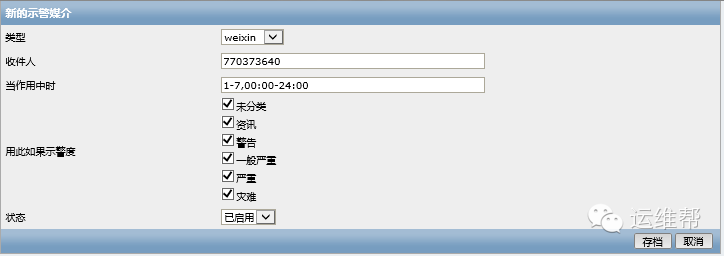 新的示警媒介
类型 weixin
收件人 770373640
当作用中时 1-7,00:00-24:00
未分类
资讯
警告
用此如果示警度 一般严重
严重
灾难
状态 已启用
运维帮
存档 取消